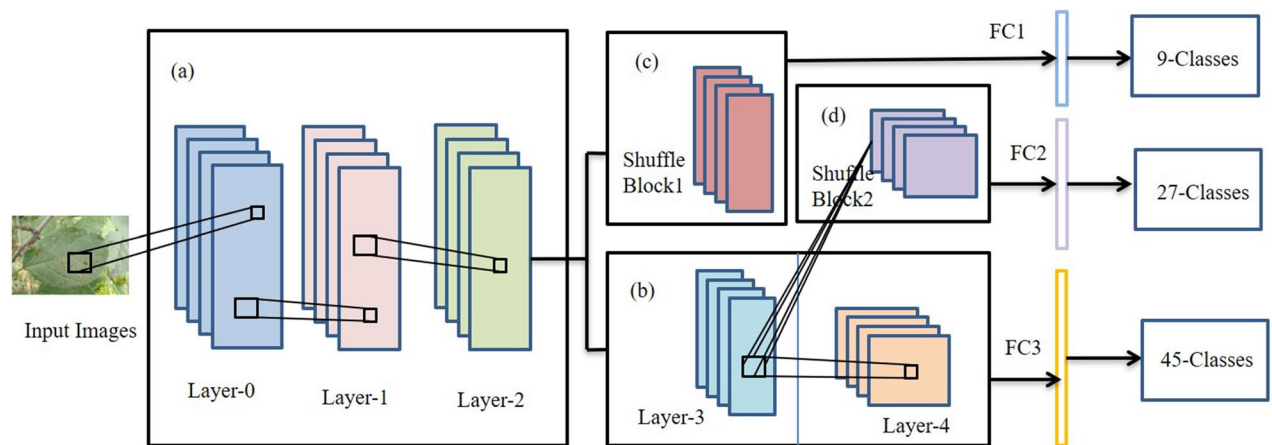 (a)
Layer-0
Layer-1
Layer-2
Input Images
(c)
Shuffle
Block1
(d)
Shuffle
Block2
(b)
Layer-3
Layer-4
FC1
9-Classes
FC2
27-Classes
FC3
45-Classes